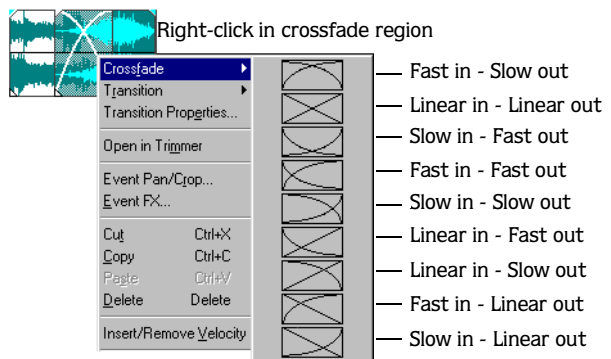 Right-click in crossfade region
Crossfade
Transition
Transition Properties...
Open in Trimmer
Event Pan/Crop...
Event FX...
Cut Ctrl+X
Copy Ctrl+C
Paste Ctrl+V
Delete Delete
Insert/Remove Velocity
Fast in - Slow out
Linear in - Linear out
Slow in - Fast out
Fast in - Fast out
Slow in - Slow out
Linear in - Fast out
Linear in - Slow out
Fast in - Linear out
Slow in - Linear out